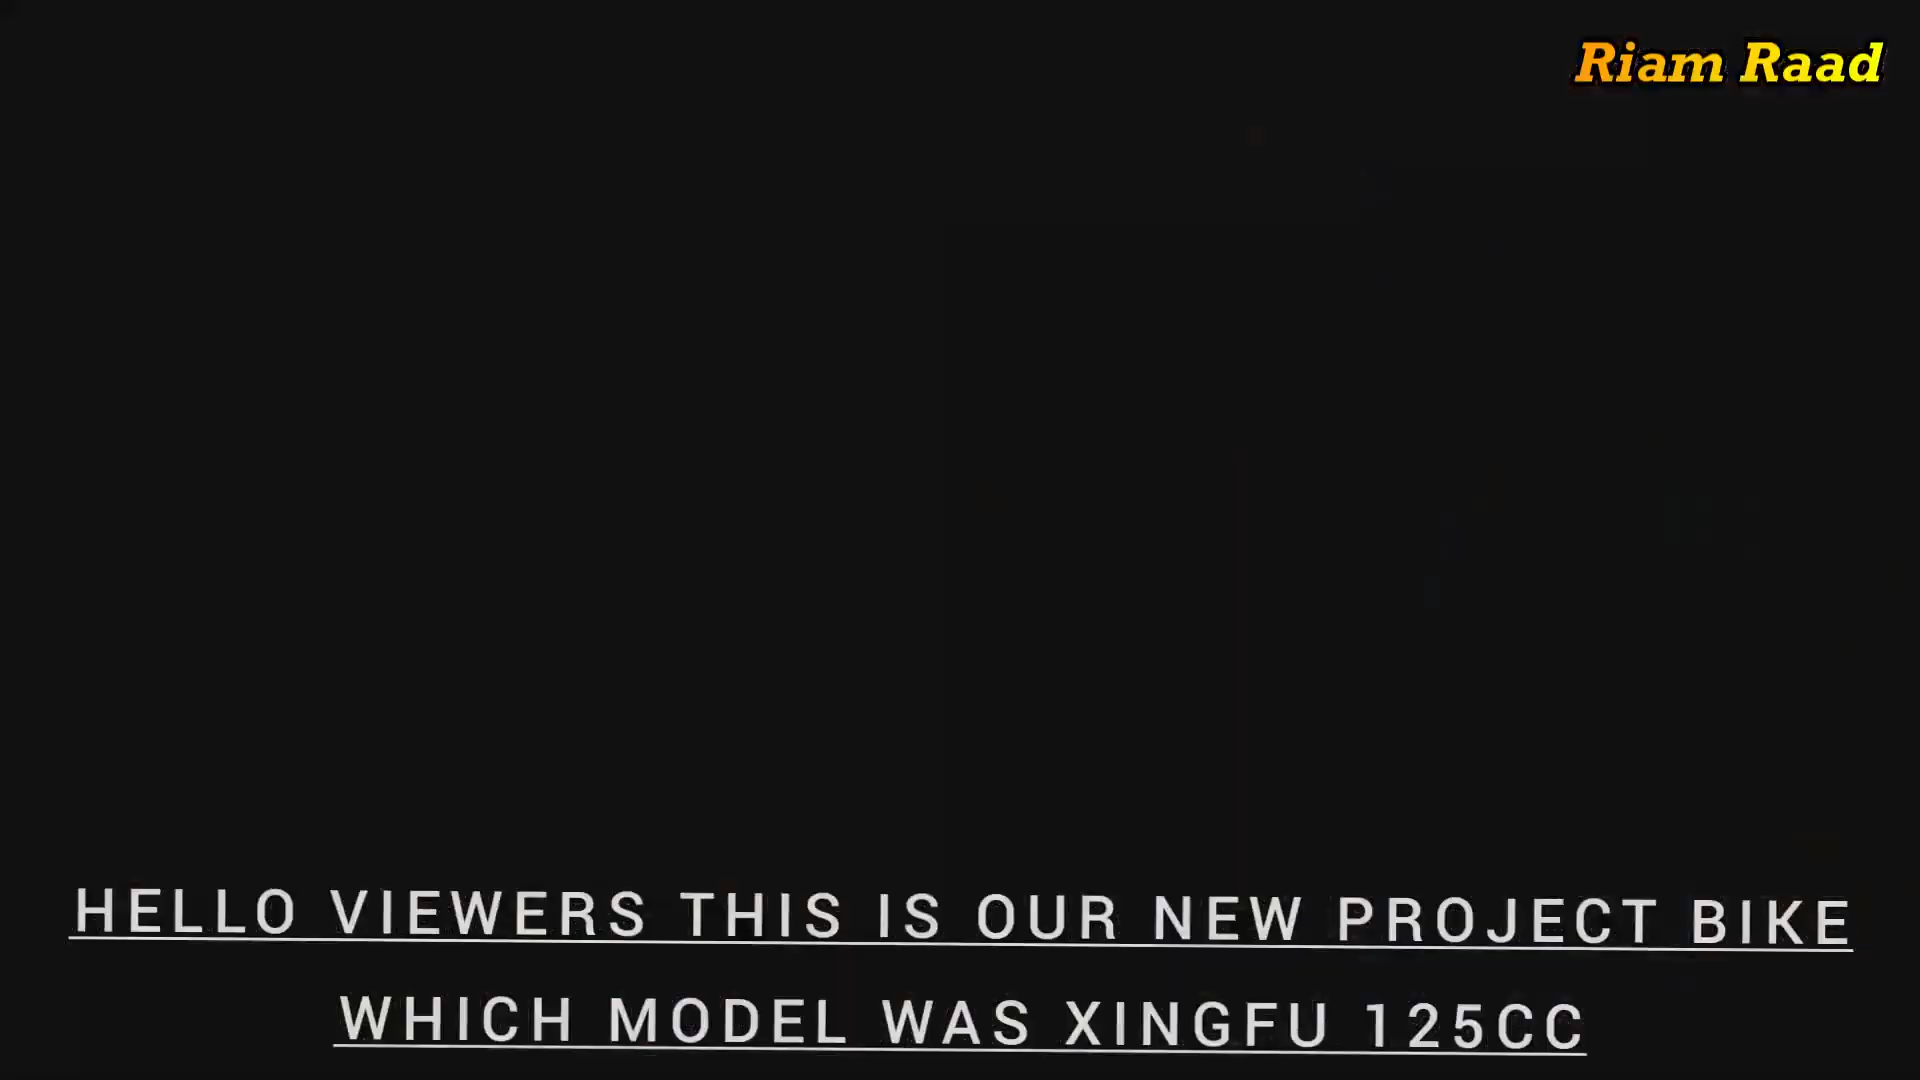 Riam Raad
HELLO VIEWERS THIS IS OUR NEW PROJECT BIKE
WHICH MODEL WAS XINGFU 125CC